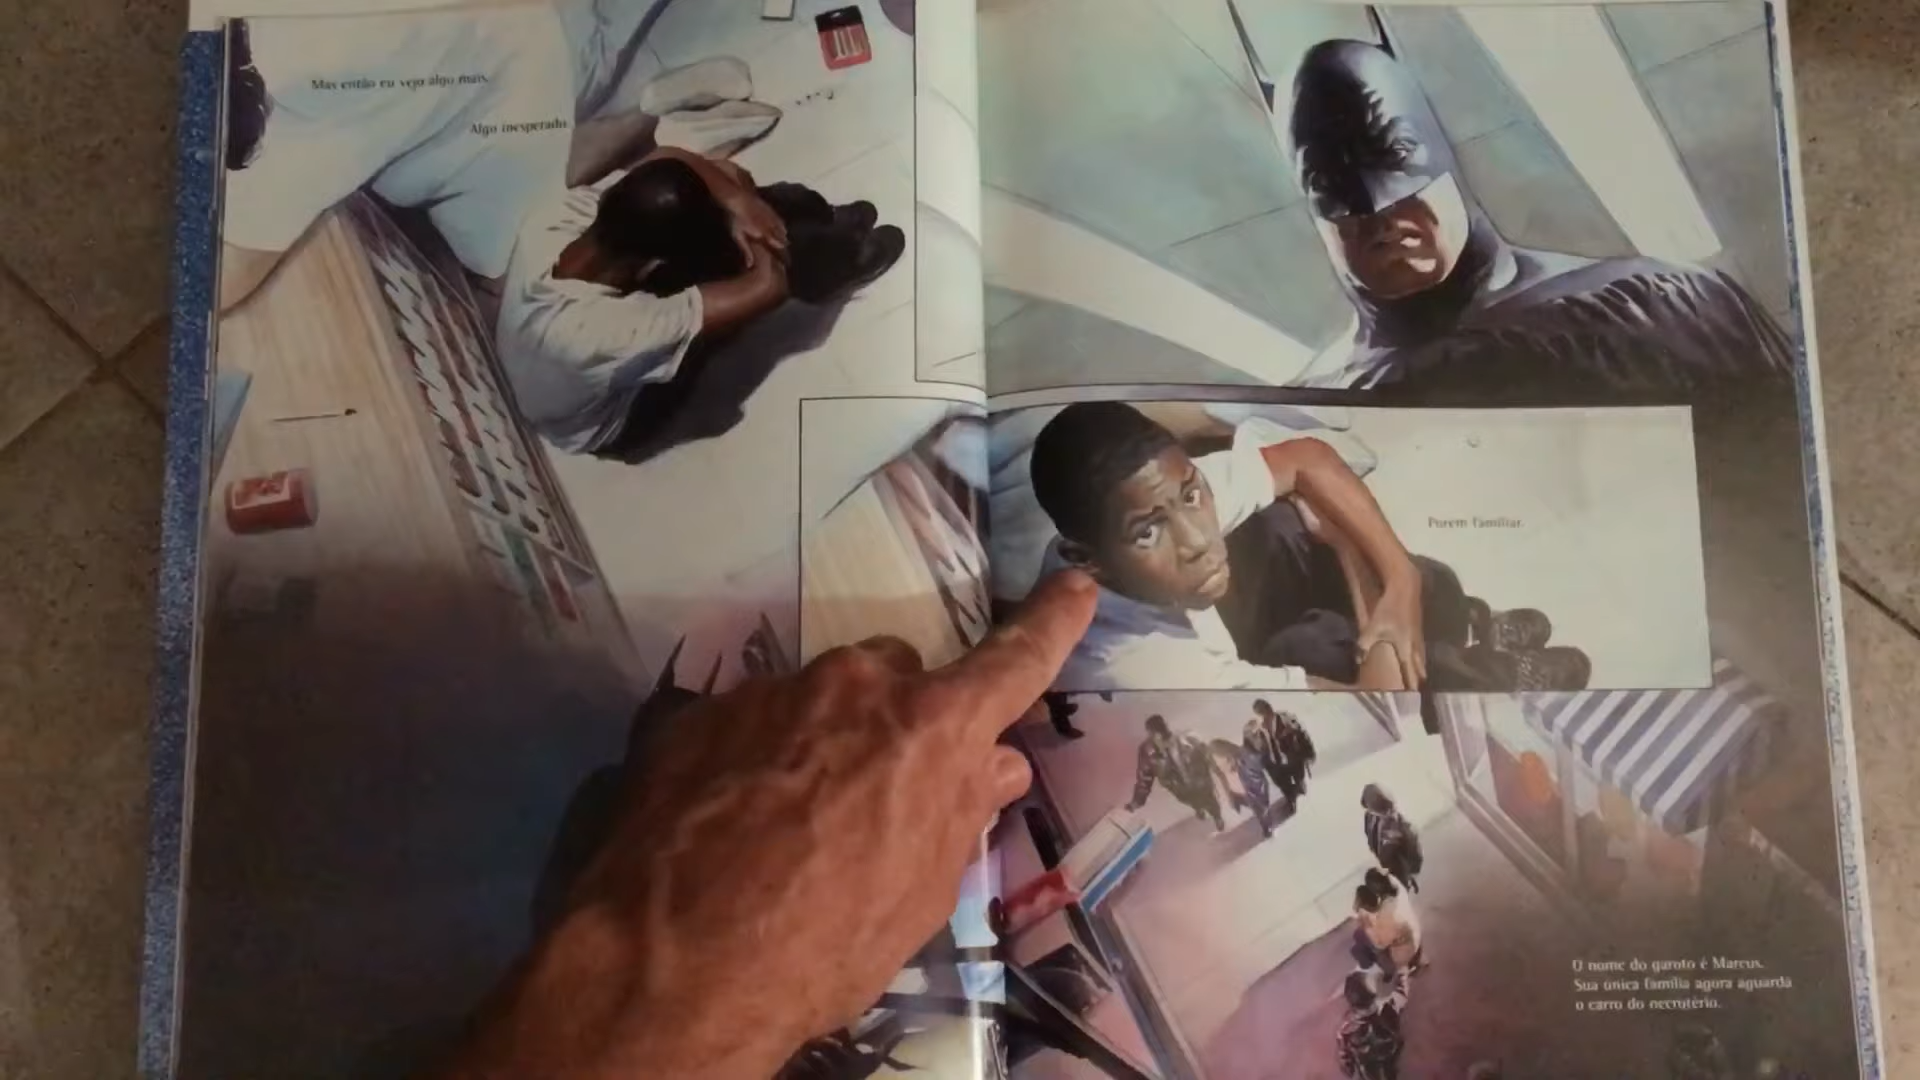 Mas então eu vejo algo mais.
Algo inesperado.
Porém familiar.
O nome do garoto é Marcus.
Sua única família agora aguarda
o carro do necrotério.